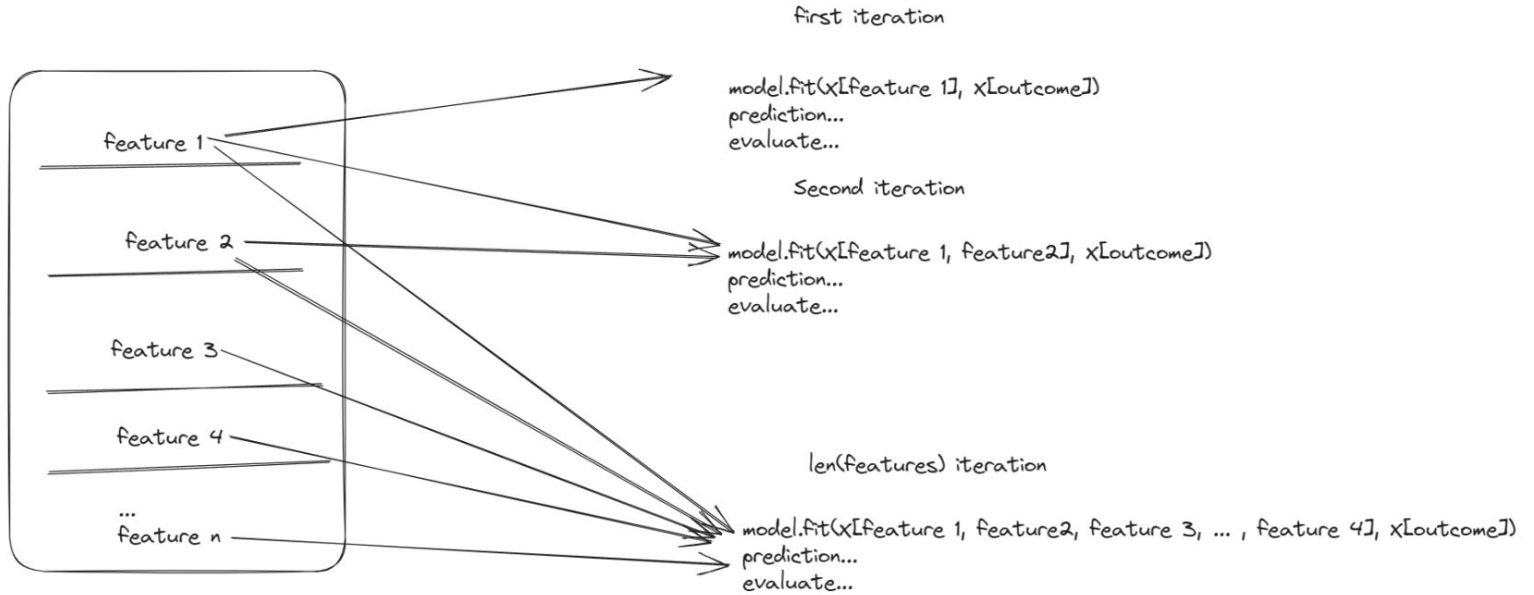 first iteration
model.fit(x[feature 1], x[outcome])
prediction...
evaluate...
feature 1
Second iteration
feature 2
model.fit(x[feature 1, feature2], x[outcome])
prediction...
evaluate...
feature 3
feature 4
len(features) iteration
...
feature n
model.fit(x[feature 1, feature2, feature 3, ... , feature 4], x[outcome])
prediction...
evaluate...